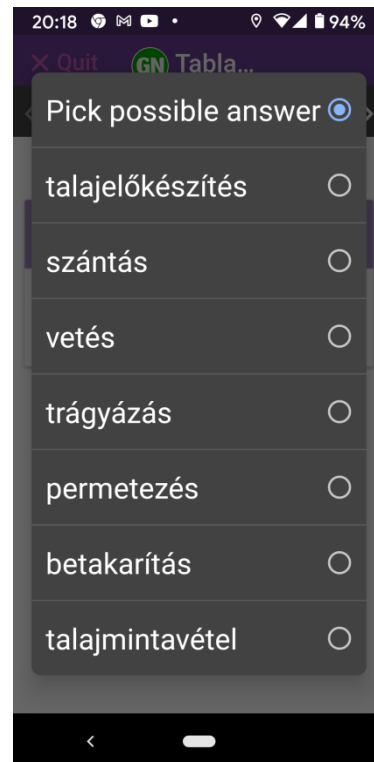 20:18 94%
× Quit GN Tabla...
Pick possible answer
talajelőkészítés
szántás
vetés
trágyázás
permetezés
betakarítás
talajmintavétel